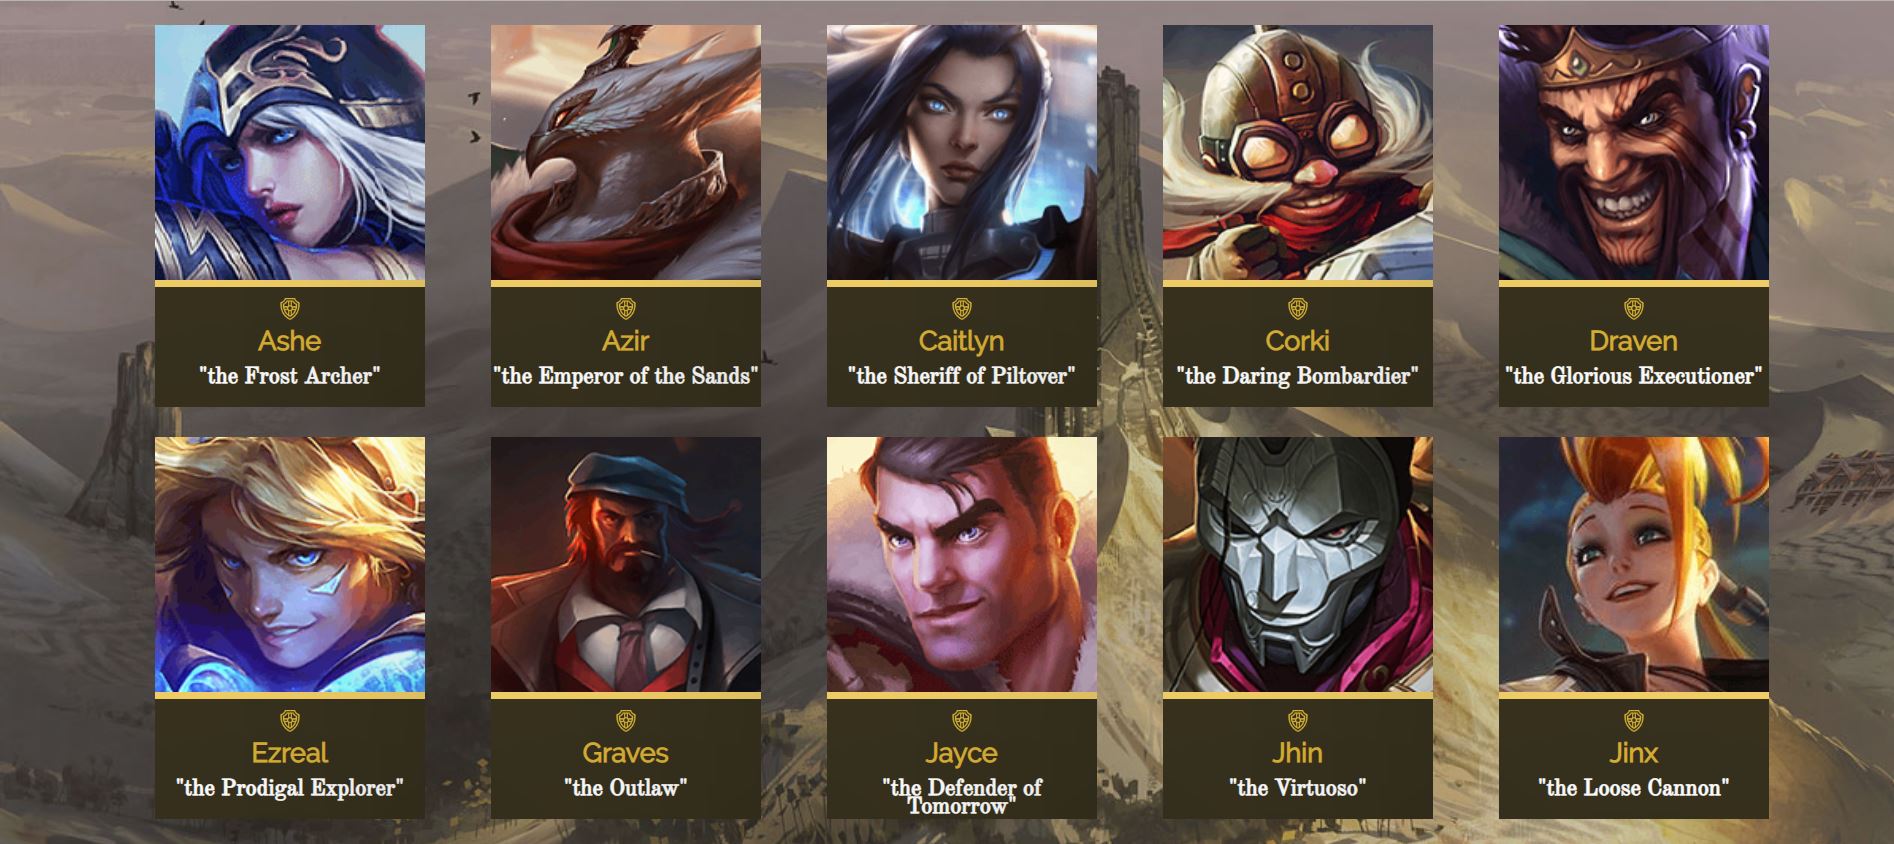 Ashe
"the Frost Archer"
Azir
"the Emperor of the Sands"
Caitlyn
"the Sheriff of Piltover"
Corki
"the Daring Bombardier"
Draven
"the Glorious Executioner"
Ezreal
"the Prodigal Explorer"
Graves
"the Outlaw"
Jayce
"the Defender of
Tomorrow"
Jhin
"the Virtuoso"
Jinx
"the Loose Cannon"